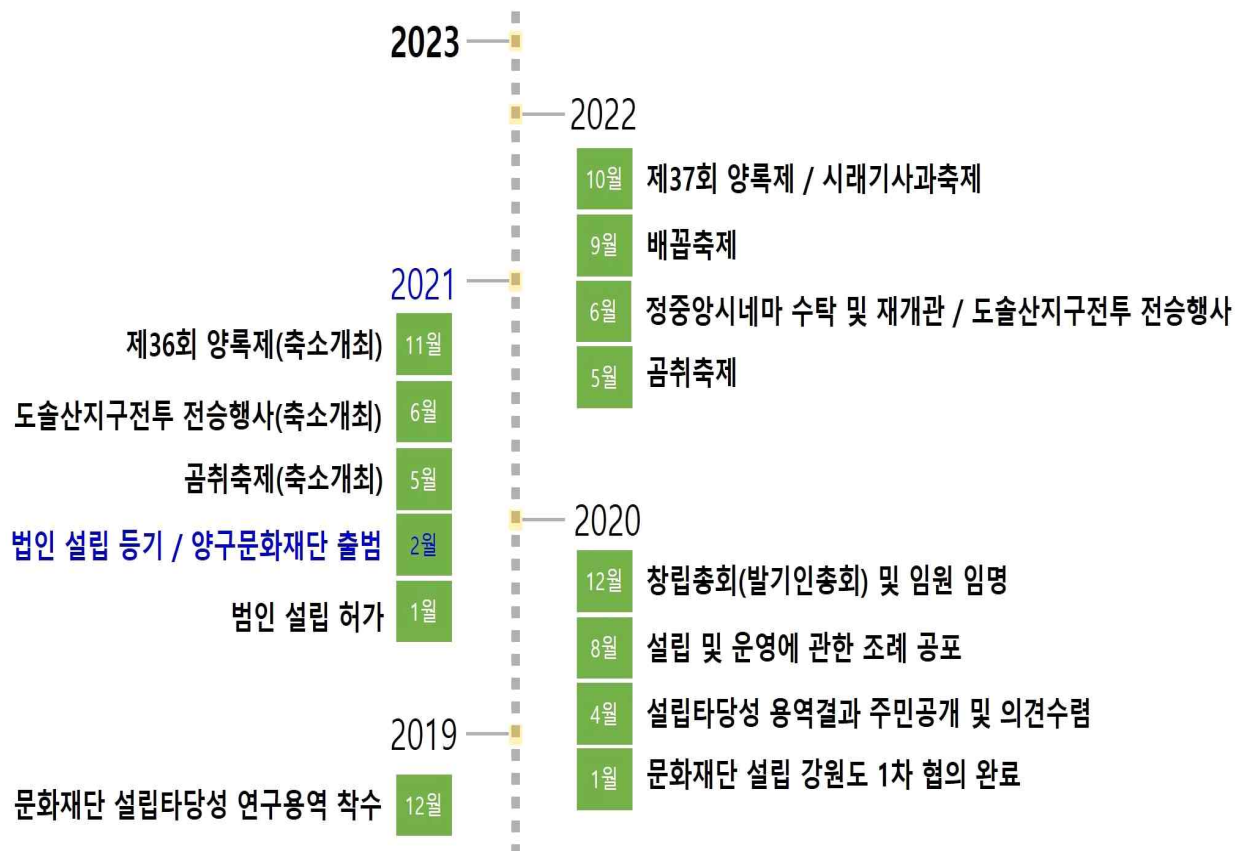 2023
2022
10월 제37회 양록제 / 시래기사과축제
9월 배꼽축제
6월 정중앙시네마 수탁 및 재개관 / 도솔산지구전투 전승행사
5월 곰취축제
2021
제36회 양록제(축소개최) 11월
도솔산지구전투 전승행사(축소개최) 6월
곰취축제(축소개최) 5월
법인 설립 등기 / 양구문화재단 출범 2월
범인 설립 허가 1월
2020
12월 창립총회(발기인총회) 및 임원 임명
8월 설립 및 운영에 관한 조례 공포
4월 설립타당성 용역결과 주민공개 및 의견수렴
1월 문화재단 설립 강원도 1차 협의 완료
2019
문화재단 설립타당성 연구용역 착수 12월